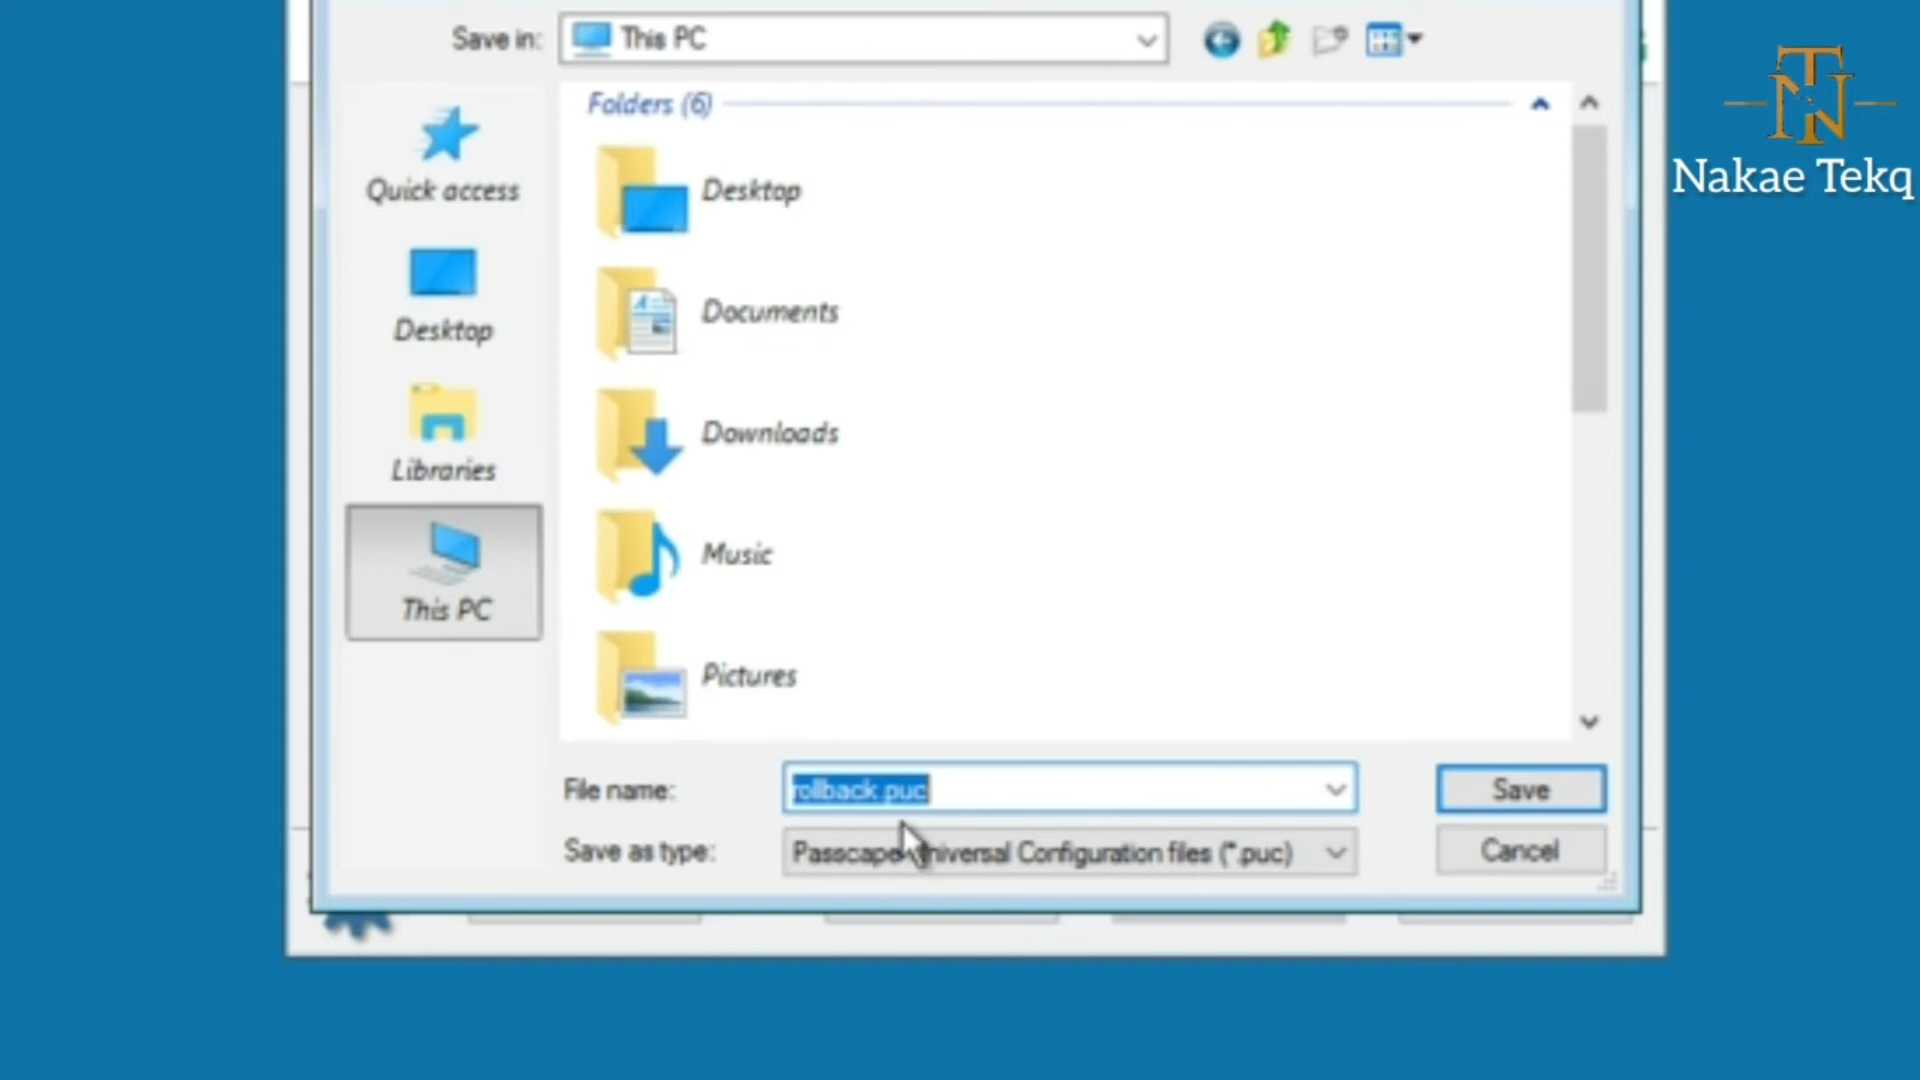 Save in: This PC
Folders (6)
Quick access
Desktop
Libraries
This PC
Desktop
Documents
Downloads
Music
Pictures
File name: rollback.puc Save
Save as type: Passcape Universal Configuration files (*.puc) Cancel
TN
Nakae Tekq